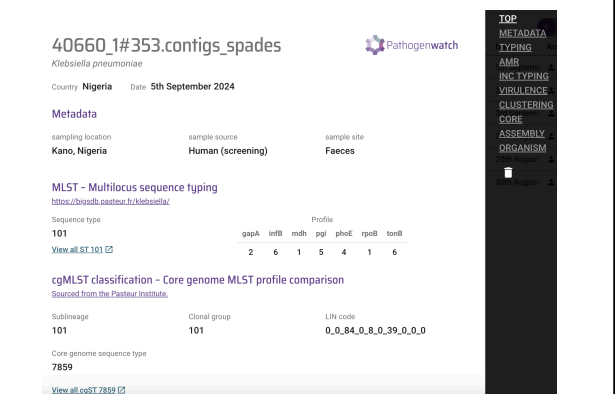 40660_1#353.contigs_spades
Pathogenwatch
Klebsiella pneumoniae
Country Nigeria Date 5th September 2024
Metadata
sampling location sample source sample site
Kano, Nigeria Human (screening) Faeces
MLST – Multilocus sequence typing
https://bigsdb.pasteur.fr/klebsiella/
Sequence type Profile
101 gapA infB mdh pgi phoE rpoB tonB
View all ST 101 2 6 1 5 4 1 6
cgMLST classification – Core genome MLST profile comparison
Sourced from the Pasteur Institute.
Sublineage Clonal group LIN code
101 101 0_0_84_0_8_0_39_0_0_0
Core genome sequence type
7859
View all cgST 7859
TOP
METADATA
TYPING
AMR
INC TYPING
VIRULENCE
CLUSTERING
CORE
ASSEMBLY
ORGANISM